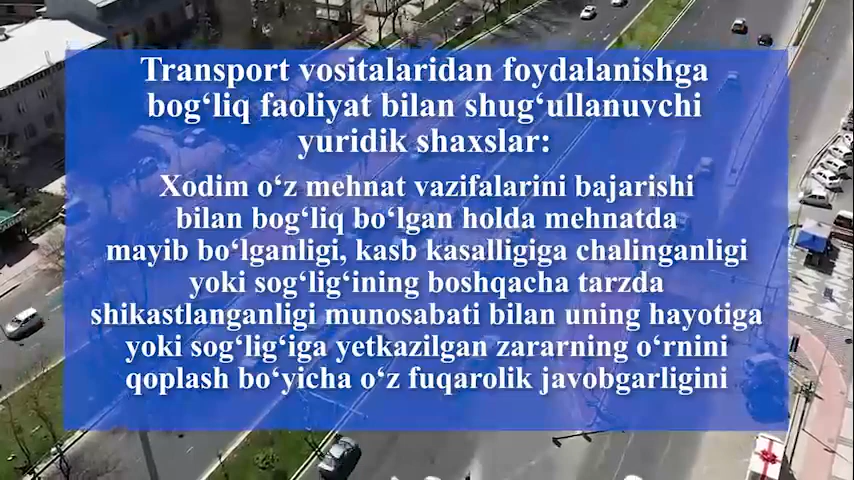 Transport vositalaridan foydalanishga
bog‘liq faoliyat bilan shug‘ullanuvchi
yuridik shaxslar:
Xodim o‘z mehnat vazifalarini bajarishi
bilan bog‘liq bo‘lgan holda mehnatda
mayib bo‘lganligi, kasb kasalligiga chalinganligi
yoki sog‘lig‘ining boshqacha tarzda
shikastlanganligi munosabati bilan uning hayotiga
yoki sog‘lig‘iga yetkazilgan zararning o‘rnini
qoplash bo‘yicha o‘z fuqarolik javobgarligini